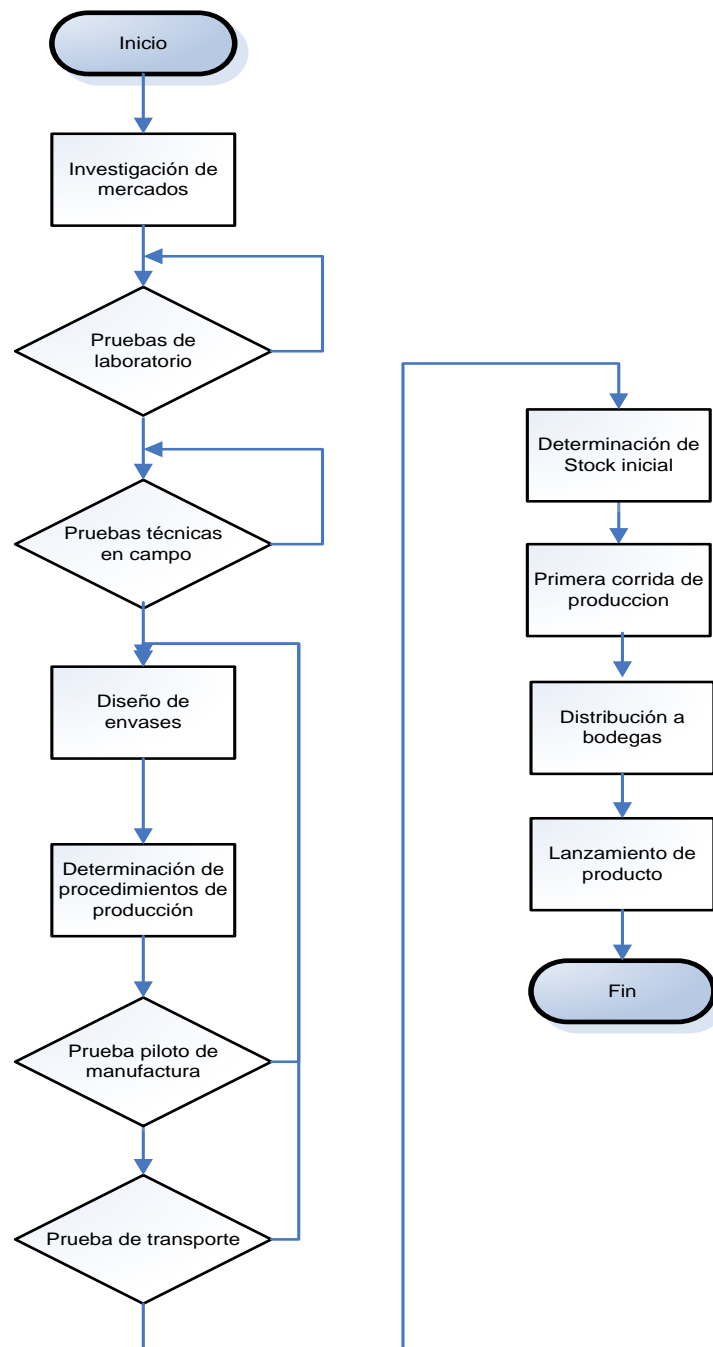 Inicio
Investigación de
mercados
Pruebas de
laboratorio
Pruebas técnicas
en campo
Diseño de
envases
Determinación de
procedimientos de
producción
Prueba piloto de
manufactura
Prueba de transporte
Determinación de
Stock inicial
Primera corrida de
produccion
Distribución a
bodegas
Lanzamiento de
producto
Fin